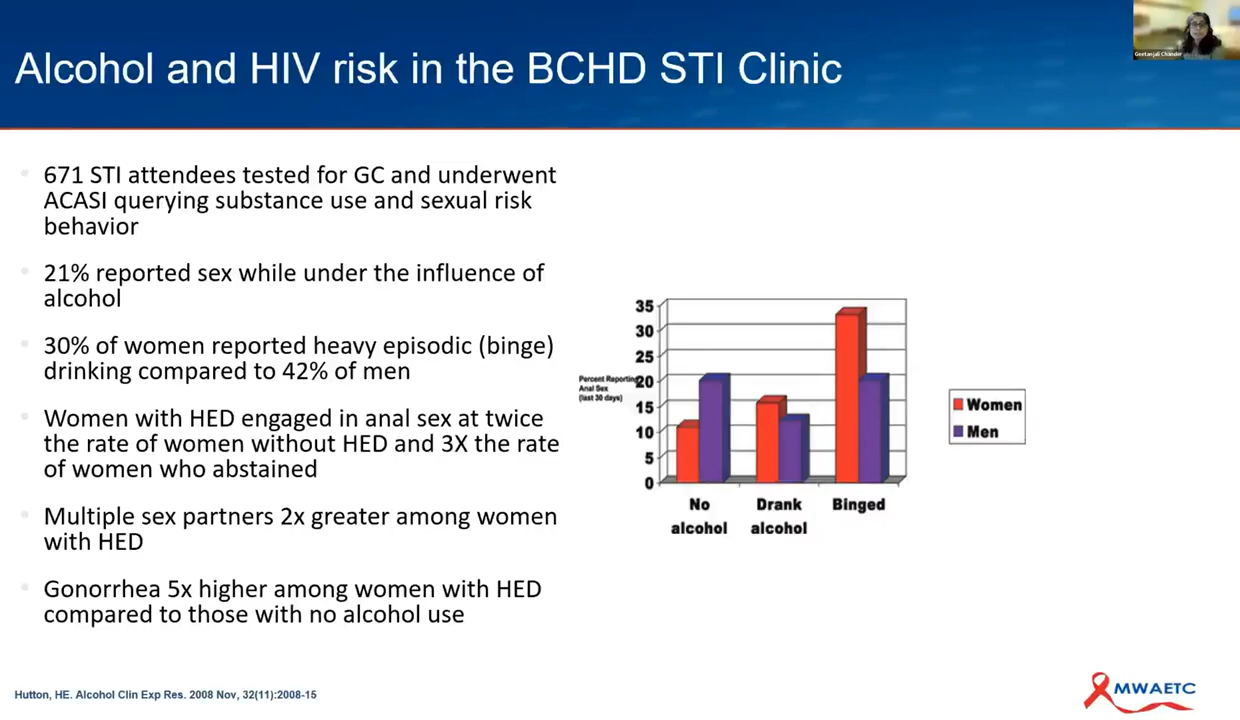 Geetanjali Chander
Alcohol and HIV risk in the BCHD STI Clinic
671 STI attendees tested for GC and underwent
ACASI querying substance use and sexual risk
behavior
21% reported sex while under the influence of
alcohol
30% of women reported heavy episodic (binge)
drinking compared to 42% of men
Women with HED engaged in anal sex at twice
the rate of women without HED and 3X the rate
of women who abstained
Multiple sex partners 2x greater among women
with HED
Gonorrhea 5x higher among women with HED
compared to those with no alcohol use
Percent Reporting
Anal Sex
(last 30 days)
35
30
25
20
15
10
5
0
No
alcohol
Drank
alcohol
Binged
Women
Men
Hutton, HE. Alcohol Clin Exp Res. 2008 Nov, 32(11):2008-15
MWAETC